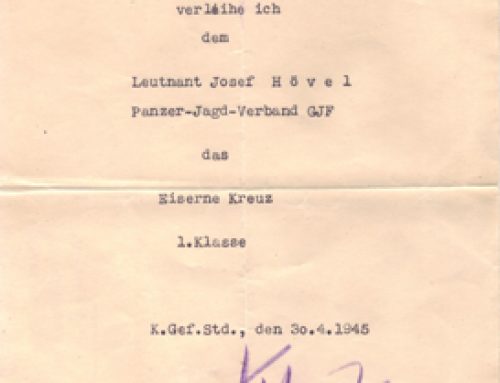 verleihe ich
dem
Leutnant Josef H ö v e l
Panzer-Jagd-Verband GJF
das
Eiserne Kreuz
1.Klasse
K.Gef.Std., den 3o.4.1945